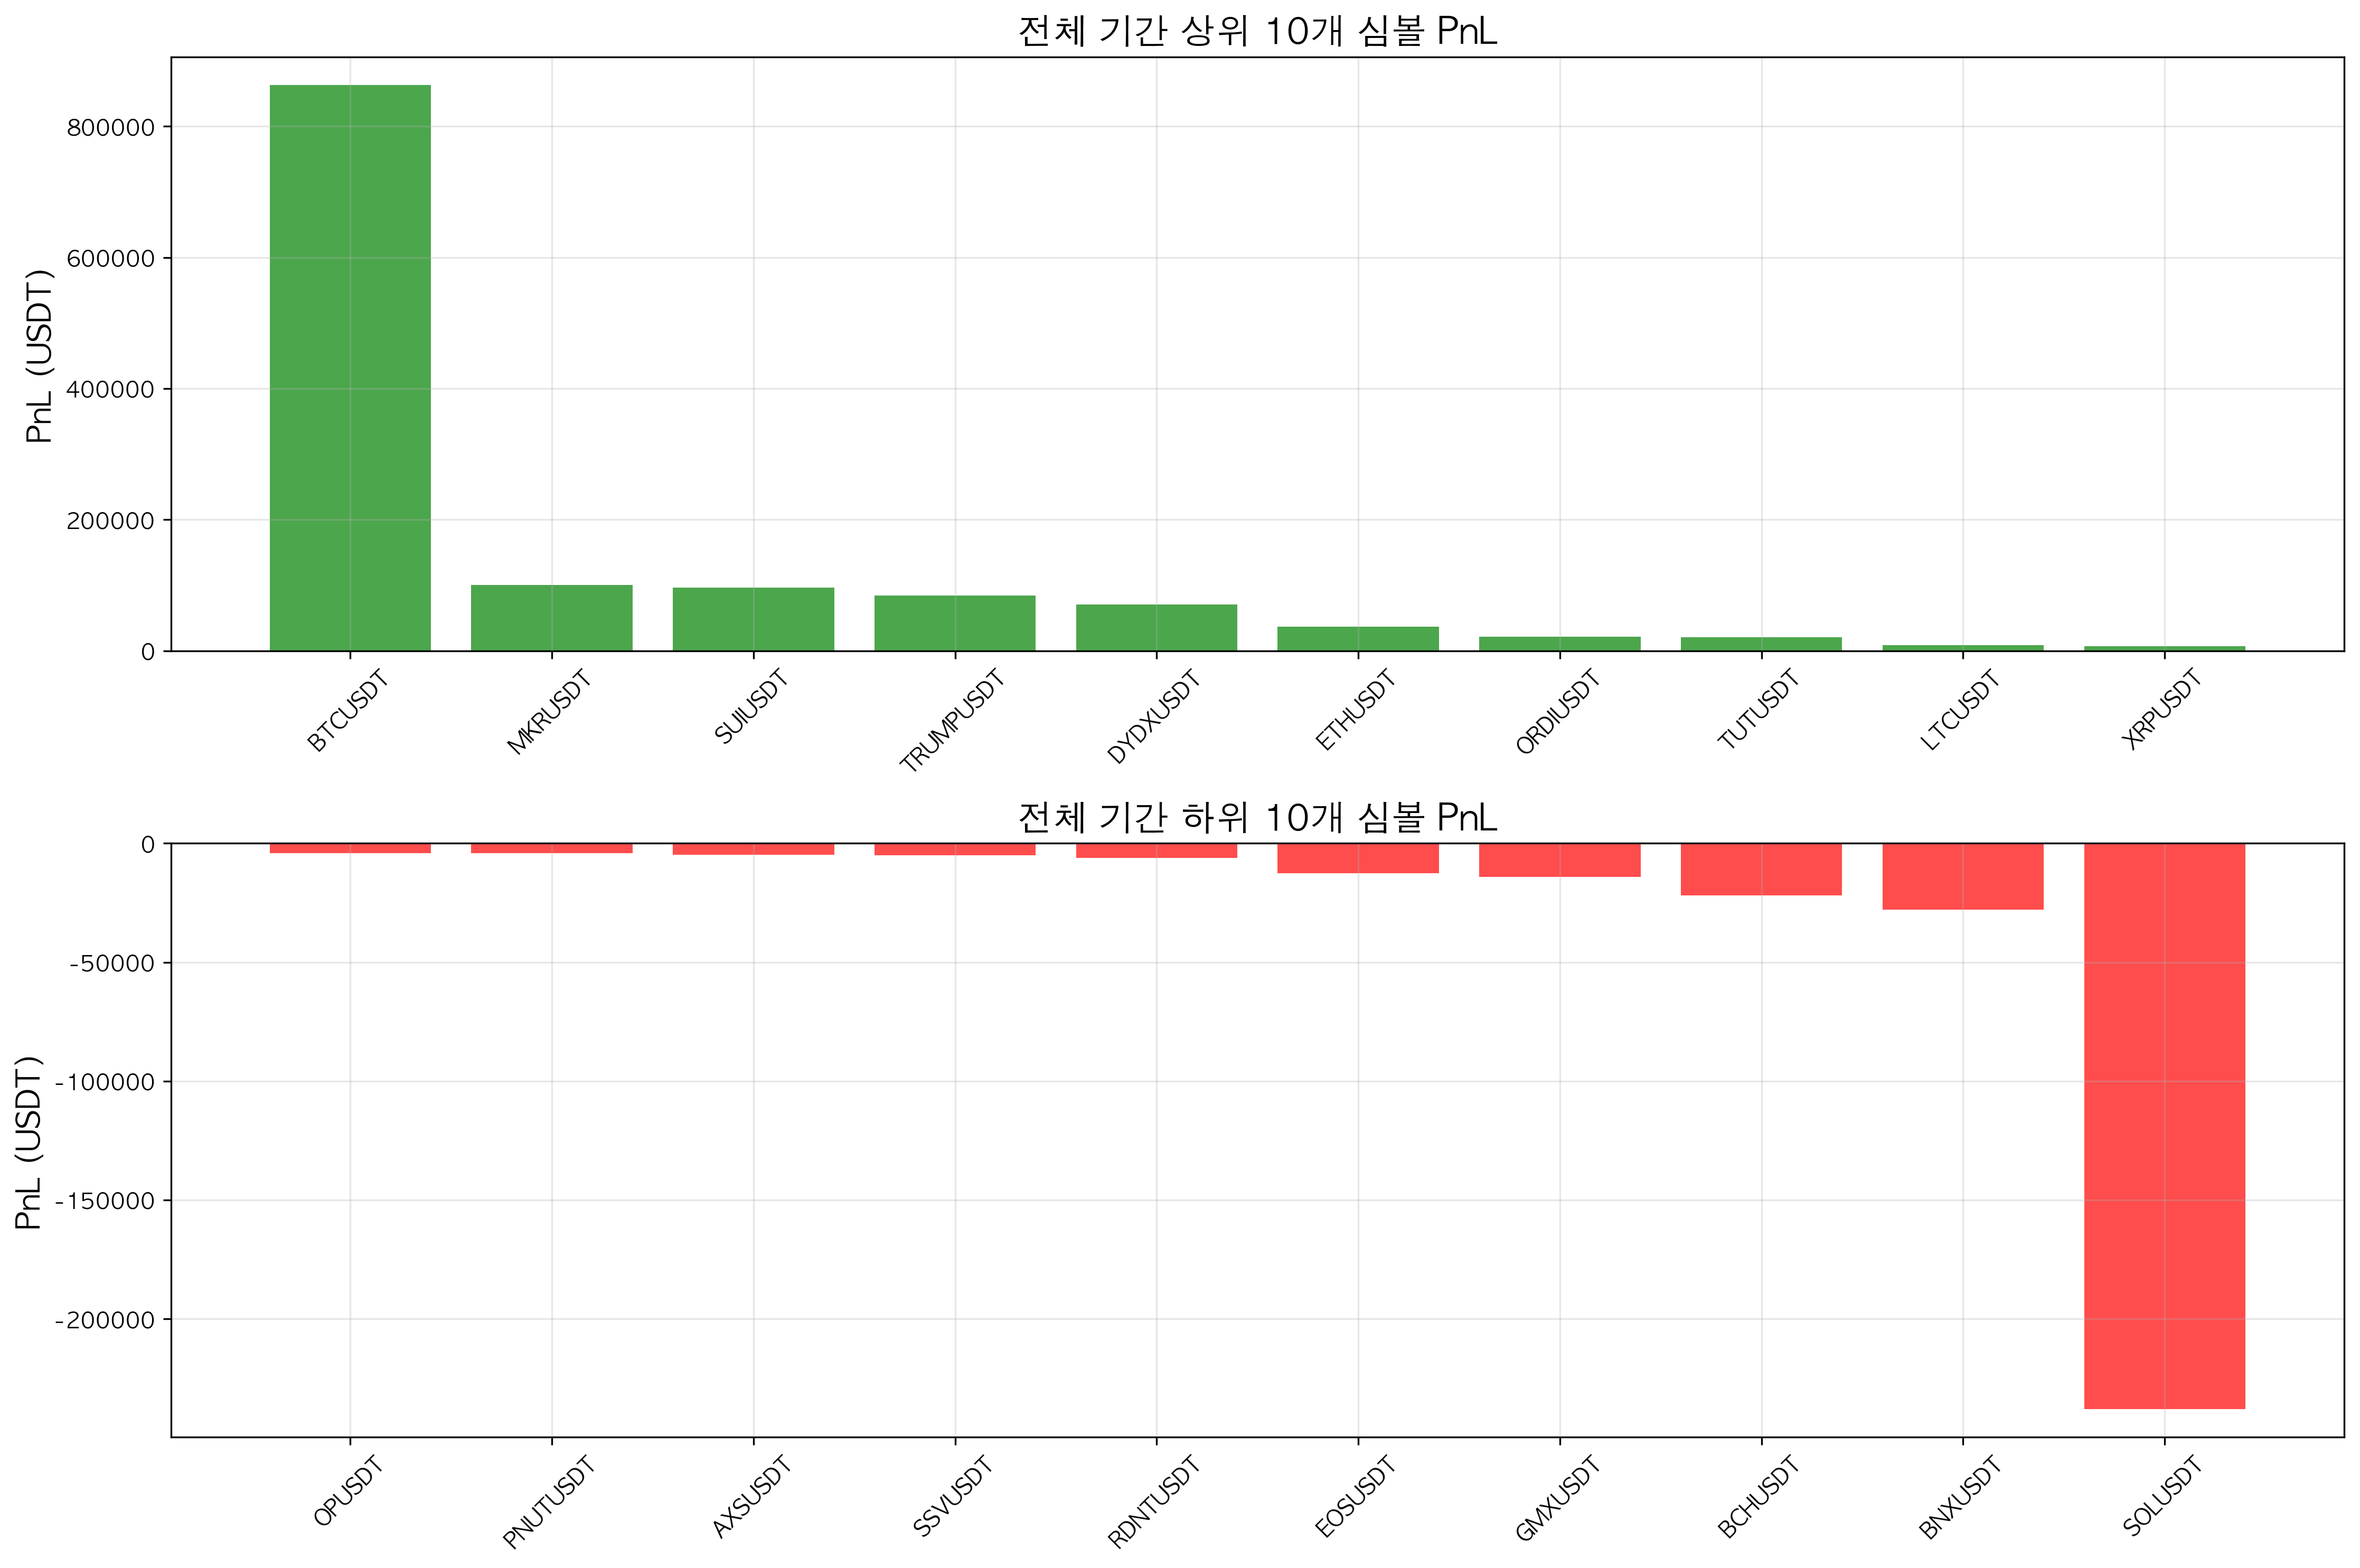 전체 기간 상위 10개 심볼 PnL
PnL (USDT)
800000
600000
400000
200000
0
BTCUSDT
MKRUSDT
SUIUSDT
TRUMPUSDT
DYDXUSDT
ETHUSDT
ORDIUSDT
TUTUSDT
LTCUSDT
XRPUSDT
전체 기간 하위 10개 심볼 PnL
PnL (USDT)
0
-50000
-100000
-150000
-200000
OPUSDT
PNUTUSDT
AXSUSDT
SSVUSDT
RDNTUSDT
EOSUSDT
GMXUSDT
BCHUSDT
BNXUSDT
SOLUSDT